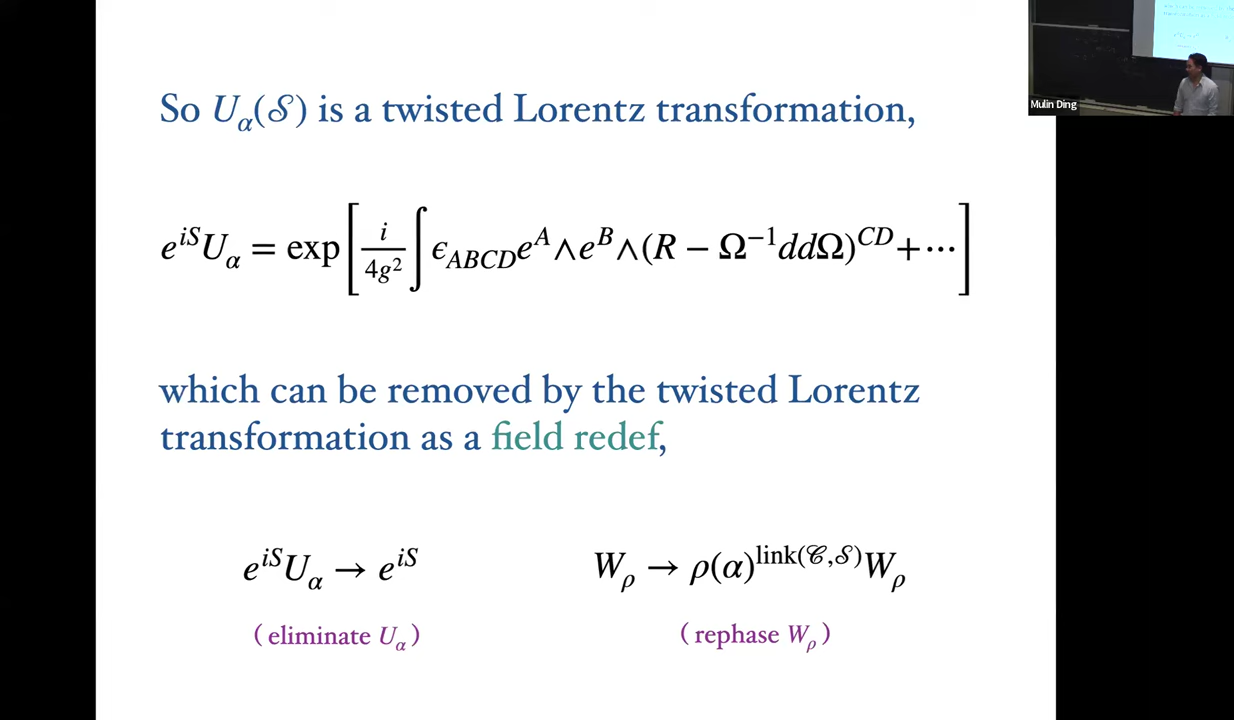 So U_α(𝒮) is a twisted Lorentz transformation,
e^{iS}U_α = exp[ i/4g² ∫ ϵ_{ABCD}e^A∧e^B∧(R − Ω^{−1}ddΩ)^{CD}+⋯ ]
which can be removed by the twisted Lorentz
transformation as a field redef,
e^{iS}U_α → e^{iS}
W_ρ → ρ(α)^{link(𝒞,𝒮)}W_ρ
( eliminate U_α )
( rephase W_ρ )
Mulin Ding